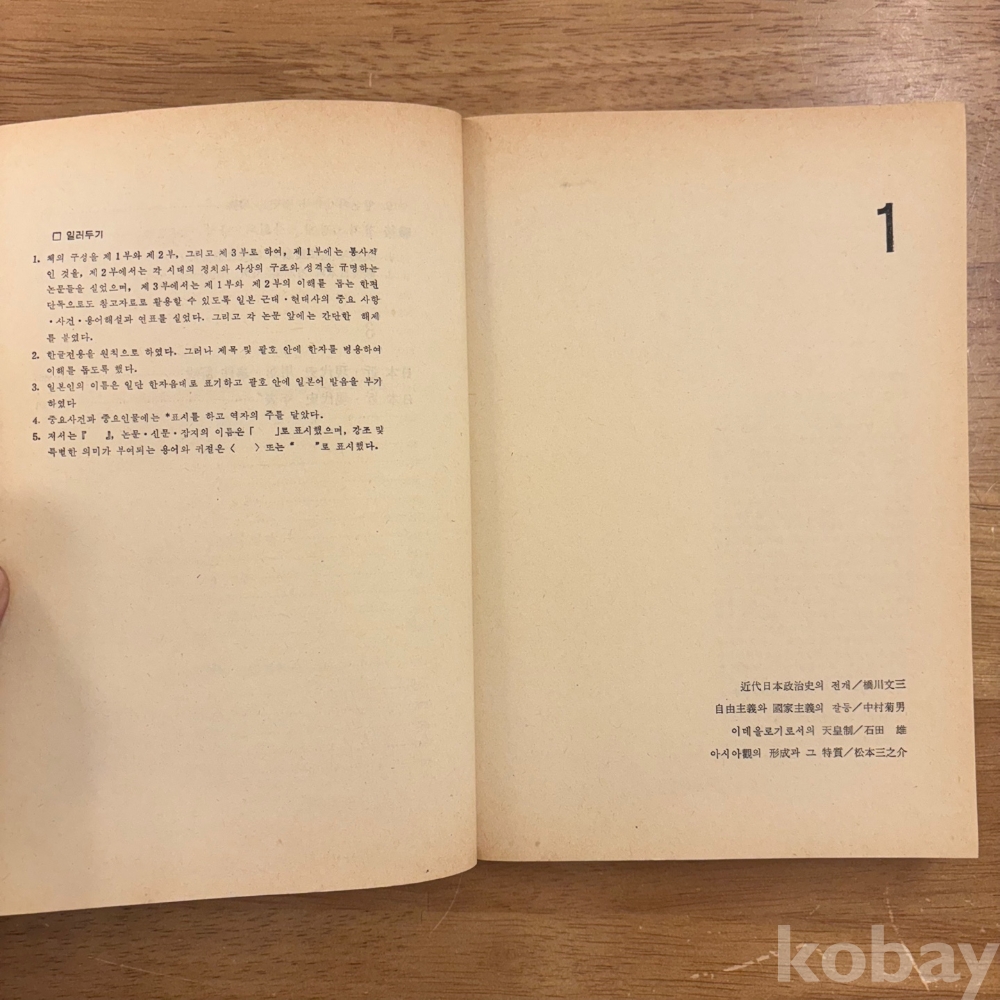 □ 일러두기
1. 책의 구성을 제1부와 제2부, 그리고 제3부로 하여, 제1부에는 통사적
인 것을, 제2부에서는 각 시대의 정치와 사상의 구조와 성격을 규명하는
논문들을 실었으며, 제3부에서는 제1부와 제2부의 이해를 돕는 한편
단독으로도 참고자료로 활용할 수 있도록 일본 근대·현대사의 중요 사항
·사건·용어해설과 연표를 실었다. 그리고 각 논문 앞에는 간단한 해제
를 붙였다.
2. 한글전용을 원칙으로 하였다. 그러나 제목 및 괄호 안에 한자를 병용하여
이해를 돕도록 했다.
3. 일본인의 이름은 일단 한자음대로 표기하고 괄호 안에 일본어 발음을 부기
하였다
4. 중요사건과 중요인물에는 *표시를 하고 역자의 주를 달았다.
5. 저서는『 』, 논문·신문·잡지의 이름은「 」로 표시했으며, 강조 및
특별한 의미가 부여되는 용어와 귀절은〈 〉또는 “ ”로 표시했다.
1
近代日本政治史의 전개/橋川文三
自由主義와 國家主義의 갈등/中村菊男
이데올로기로서의 天皇制/石田 雄
아시아觀의 形成과 그 特質/松本三之介
kobay